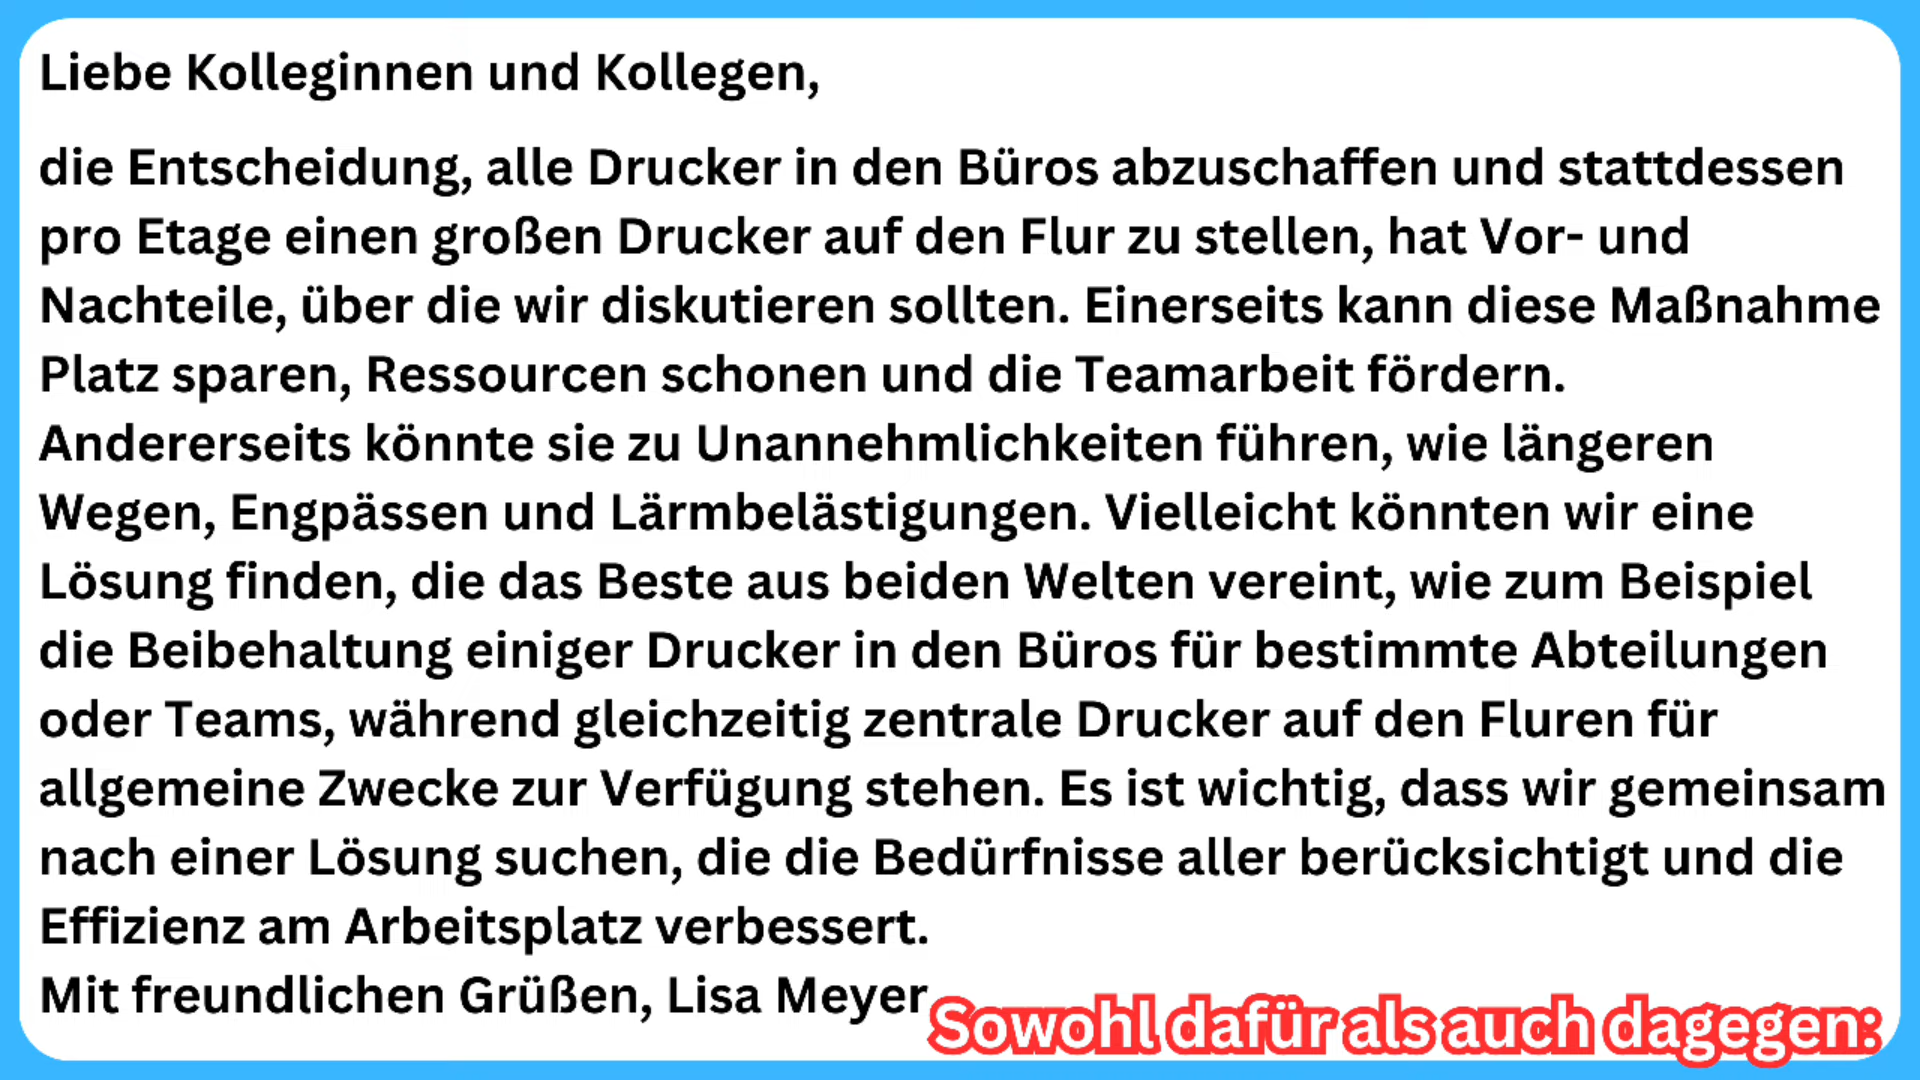 Liebe Kolleginnen und Kollegen,
die Entscheidung, alle Drucker in den Büros abzuschaffen und stattdessen
pro Etage einen großen Drucker auf den Flur zu stellen, hat Vor- und
Nachteile, über die wir diskutieren sollten. Einerseits kann diese Maßnahme
Platz sparen, Ressourcen schonen und die Teamarbeit fördern.
Andererseits könnte sie zu Unannehmlichkeiten führen, wie längeren
Wegen, Engpässen und Lärmbelästigungen. Vielleicht könnten wir eine
Lösung finden, die das Beste aus beiden Welten vereint, wie zum Beispiel
die Beibehaltung einiger Drucker in den Büros für bestimmte Abteilungen
oder Teams, während gleichzeitig zentrale Drucker auf den Fluren für
allgemeine Zwecke zur Verfügung stehen. Es ist wichtig, dass wir gemeinsam
nach einer Lösung suchen, die die Bedürfnisse aller berücksichtigt und die
Effizienz am Arbeitsplatz verbessert.
Mit freundlichen Grüßen, Lisa Meyer
Sowohl dafür als auch dagegen: